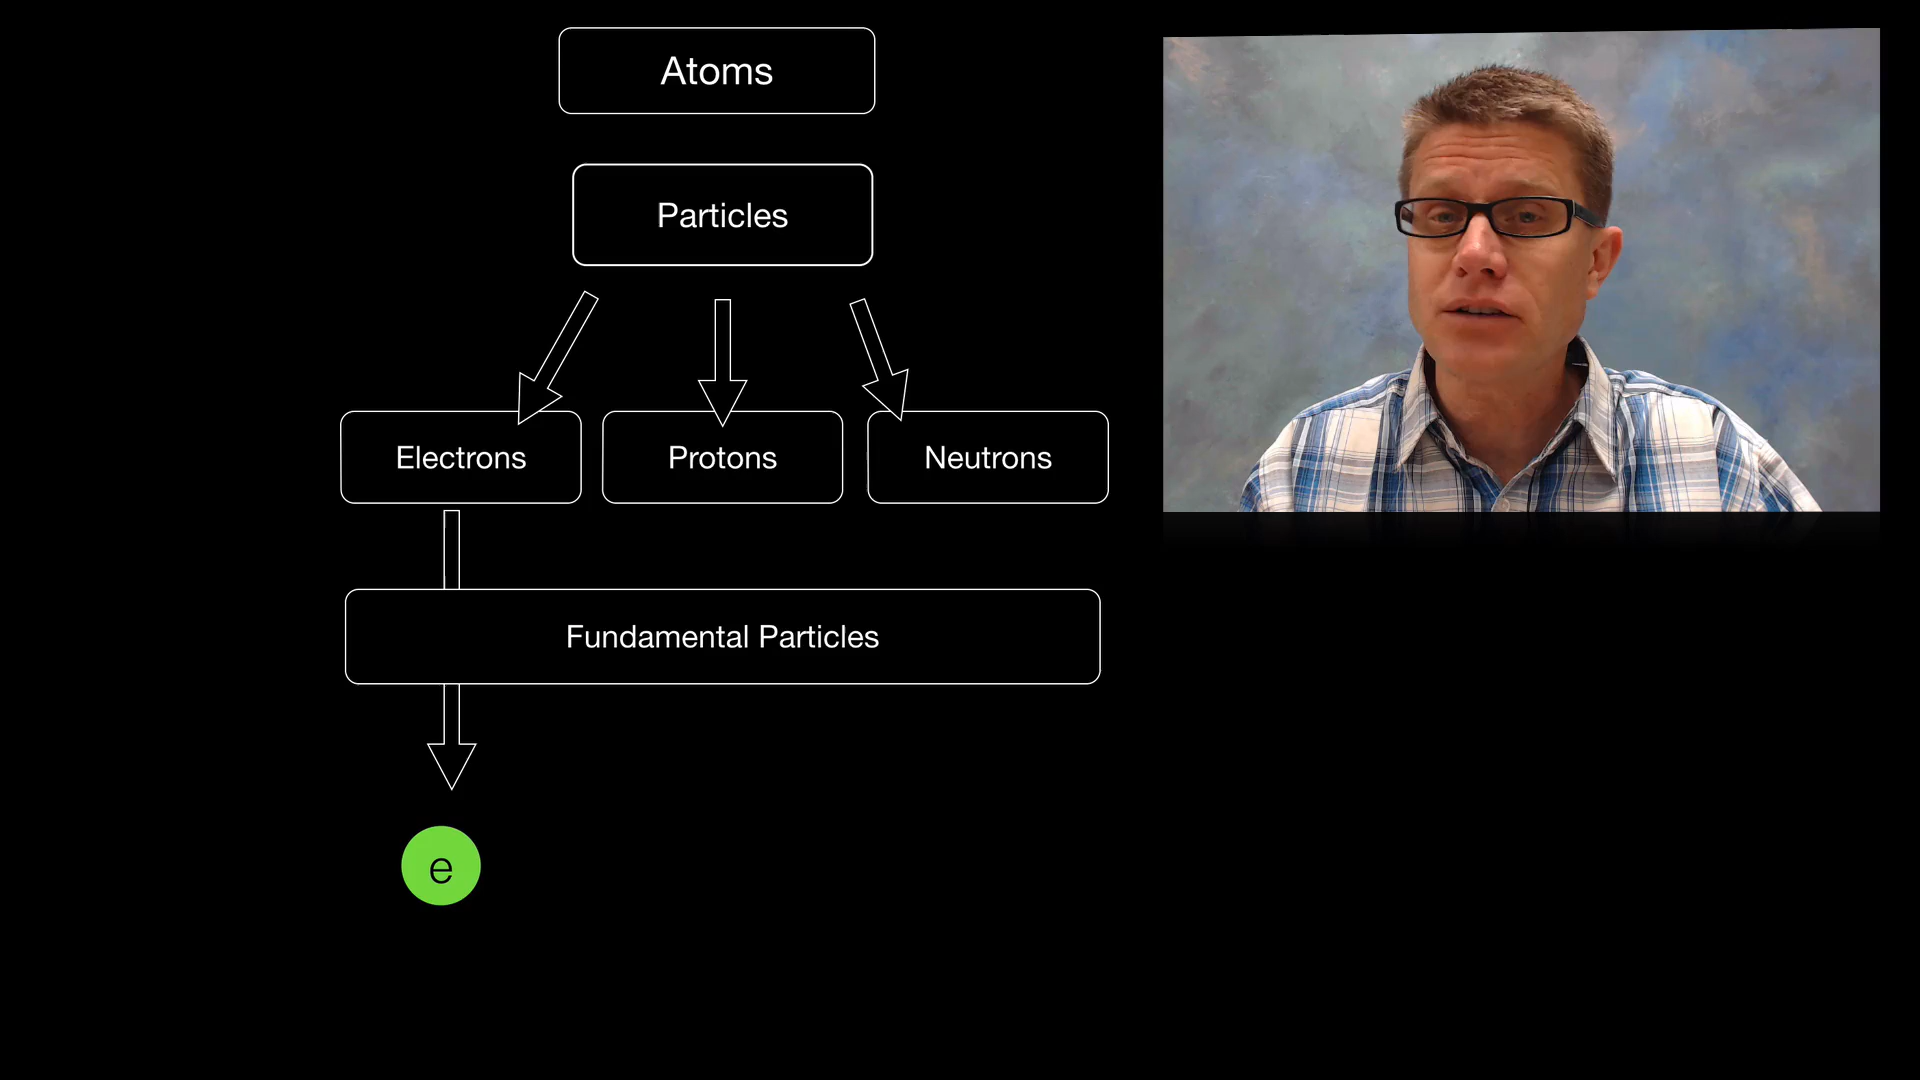 Atoms
Particles
Electrons
Protons
Neutrons
Fundamental Particles
e